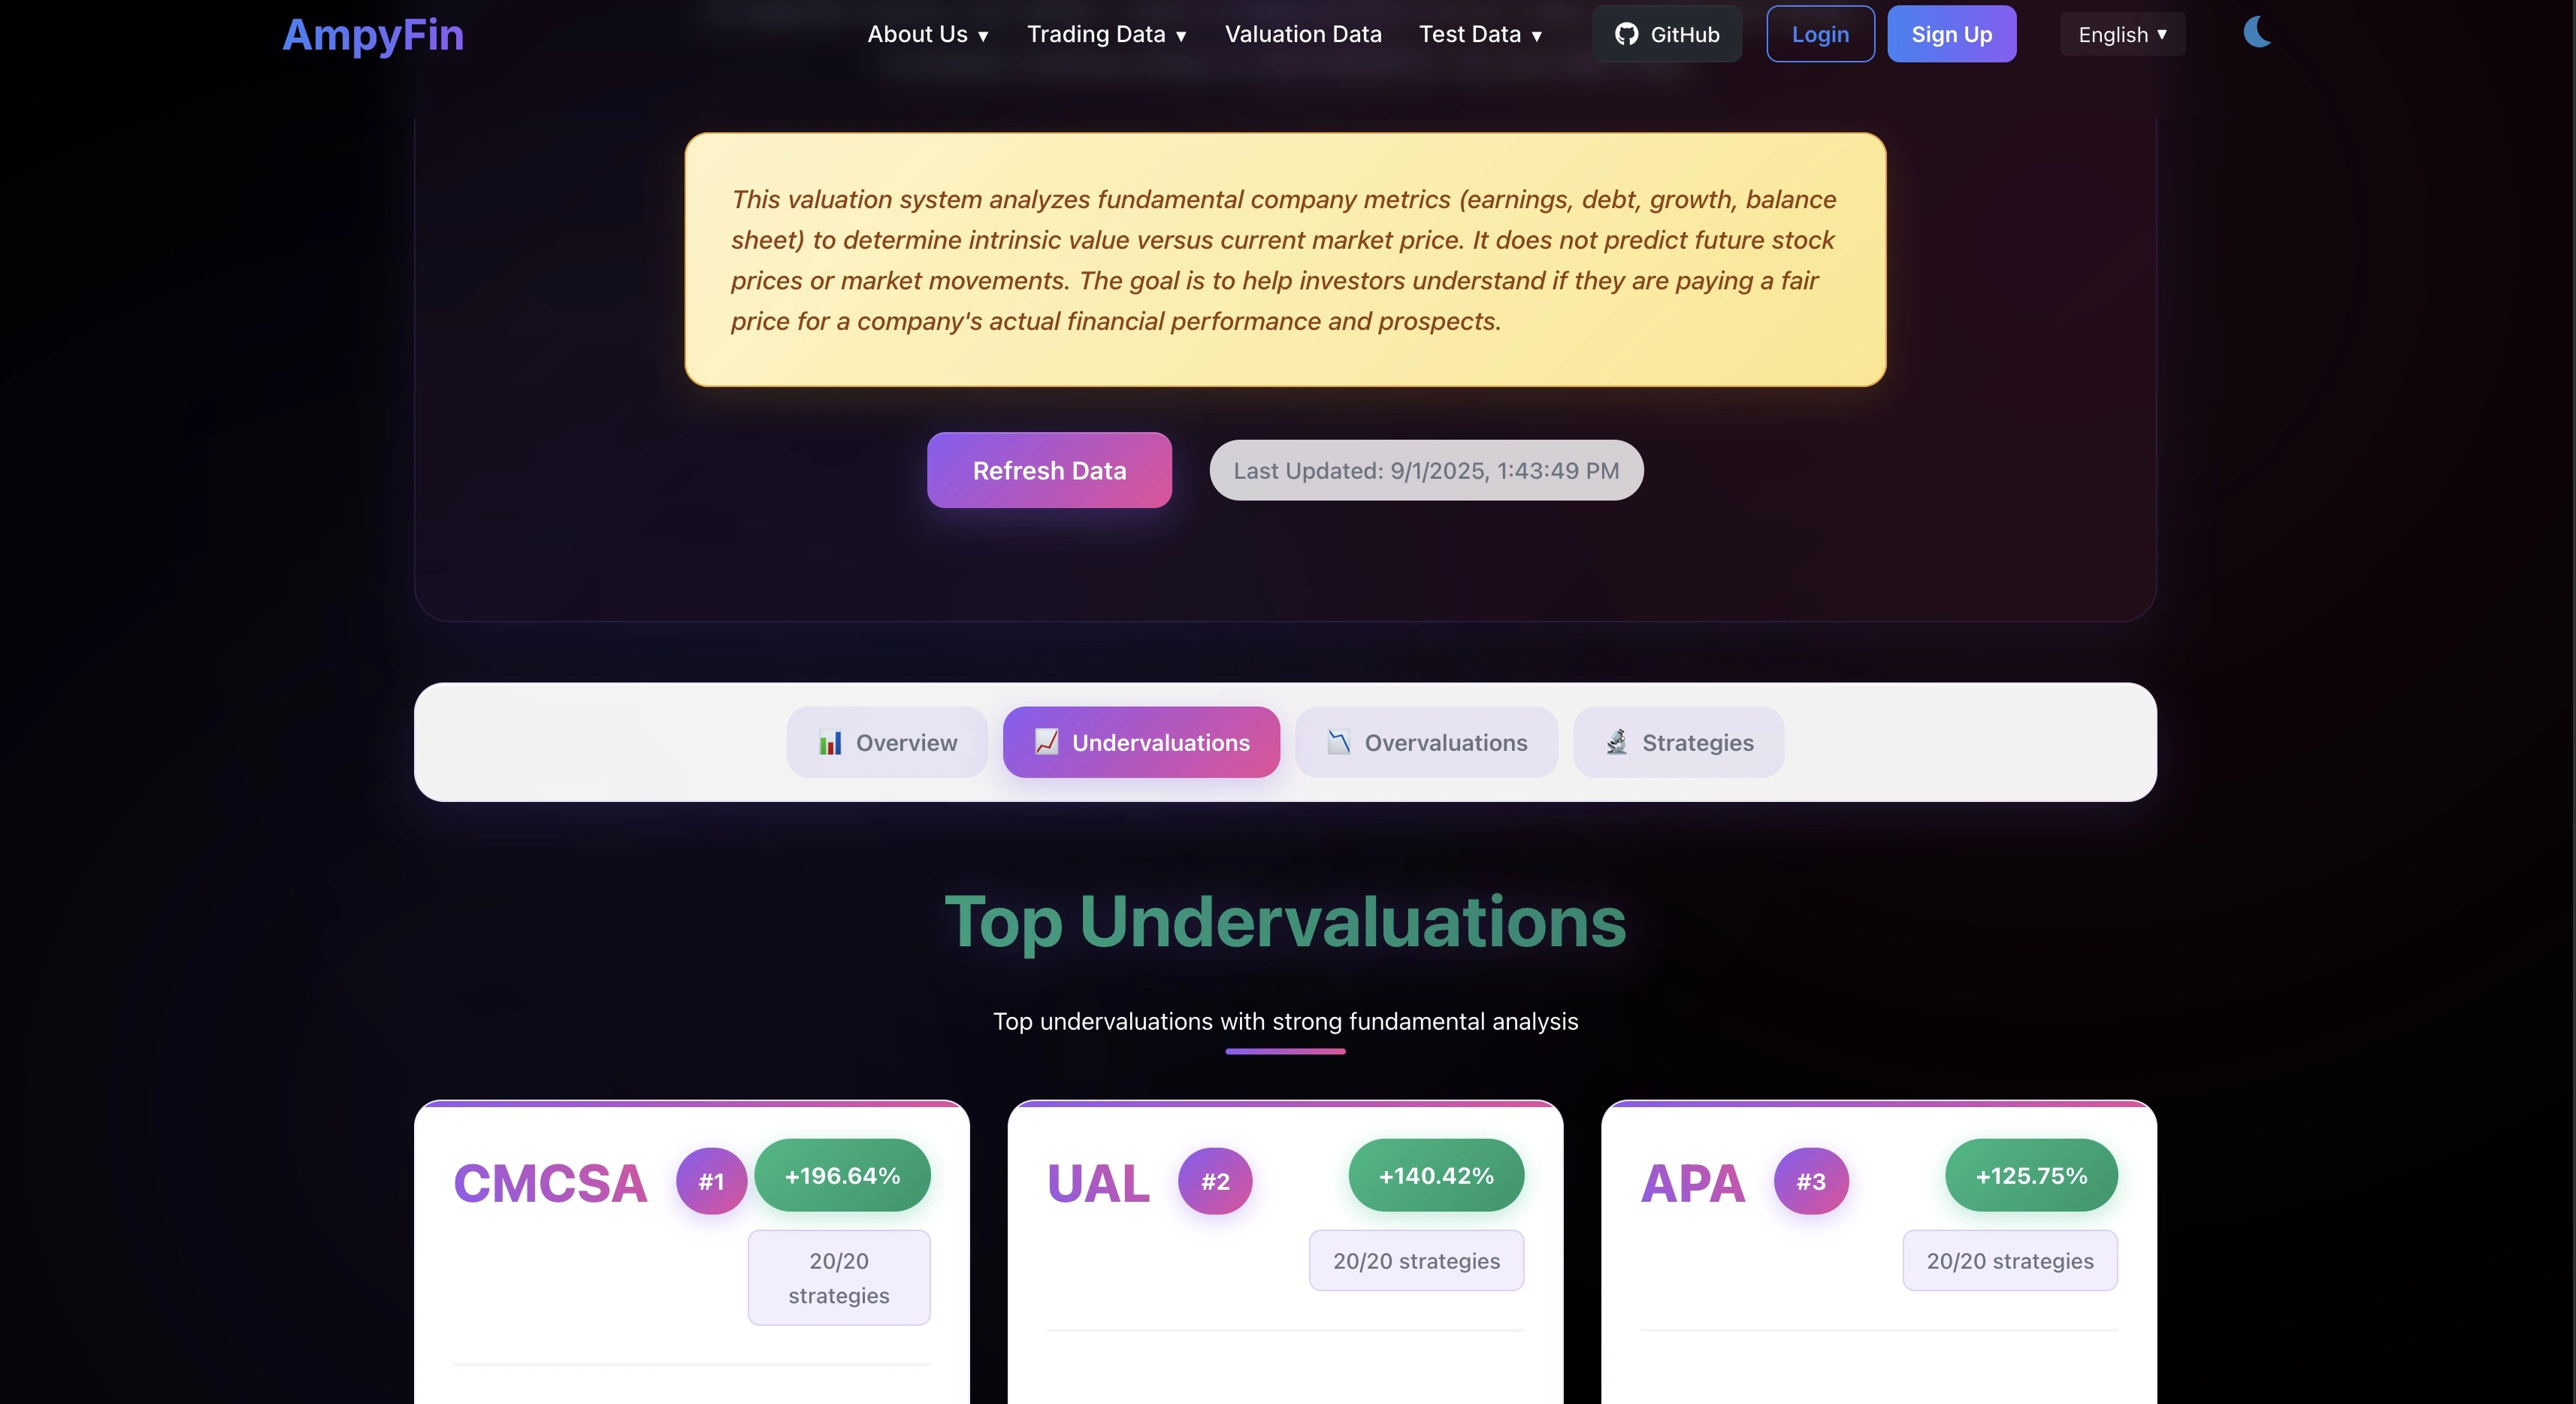 AmpyFin
About Us ▼
Trading Data ▼
Valuation Data
Test Data ▼
GitHub
Login
Sign Up
English ▼
This valuation system analyzes fundamental company metrics (earnings, debt, growth, balance
sheet) to determine intrinsic value versus current market price. It does not predict future stock
prices or market movements. The goal is to help investors understand if they are paying a fair
price for a company's actual financial performance and prospects.
Refresh Data
Last Updated: 9/1/2025, 1:43:49 PM
Overview
Undervaluations
Overvaluations
Strategies
Top Undervaluations
Top undervaluations with strong fundamental analysis
CMCSA
#1
+196.64%
20/20
strategies
UAL
#2
+140.42%
20/20 strategies
APA
#3
+125.75%
20/20 strategies